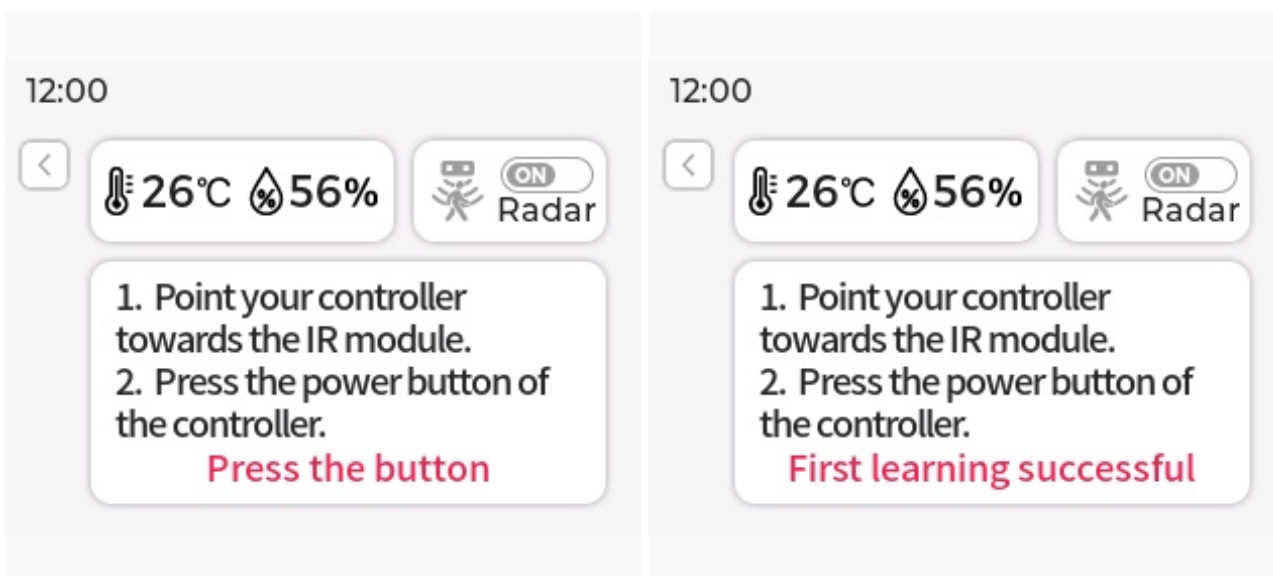 12:00
26℃ 56%
ON
Radar
1. Point your controller
towards the IR module.
2. Press the power button of
the controller.
Press the button
12:00
26℃ 56%
ON
Radar
1. Point your controller
towards the IR module.
2. Press the power button of
the controller.
First learning successful